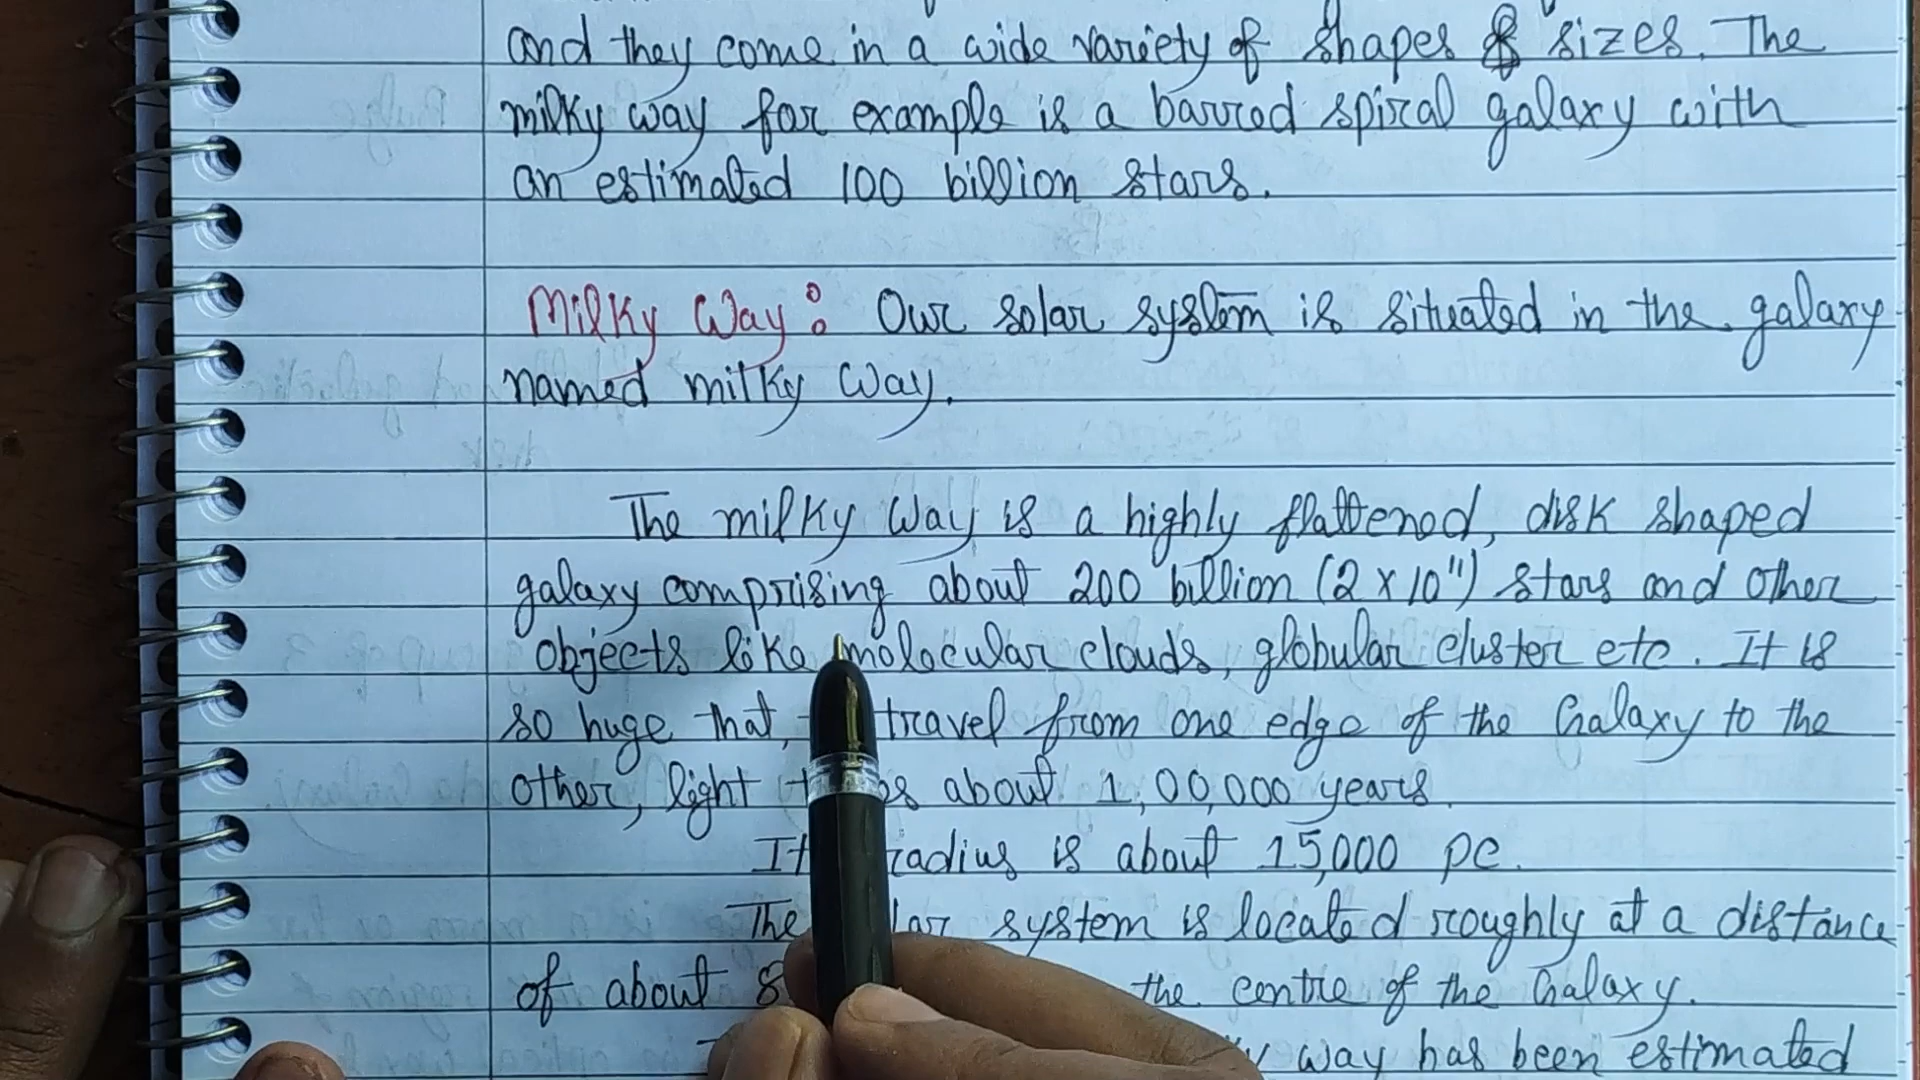 and they come in a wide variety of shapes & sizes. The
milky way for example is a barred spiral galaxy with
an estimated 100 billion stars.
Milky Way: Our solar system is situated in the galaxy
named milky way.
The milky Way is a highly flattened, disk shaped
galaxy comprising about 200 billion (2 x 10¹¹) stars and other
objects like molecular clouds, globular cluster etc. It is
so huge that, travel from one edge of the Galaxy to the
other, light about 1,00,000 years.
radius is about 15,000 pc.
The system is located roughly at a distance
of about 8 the centre of the Galaxy.
way has been estimated